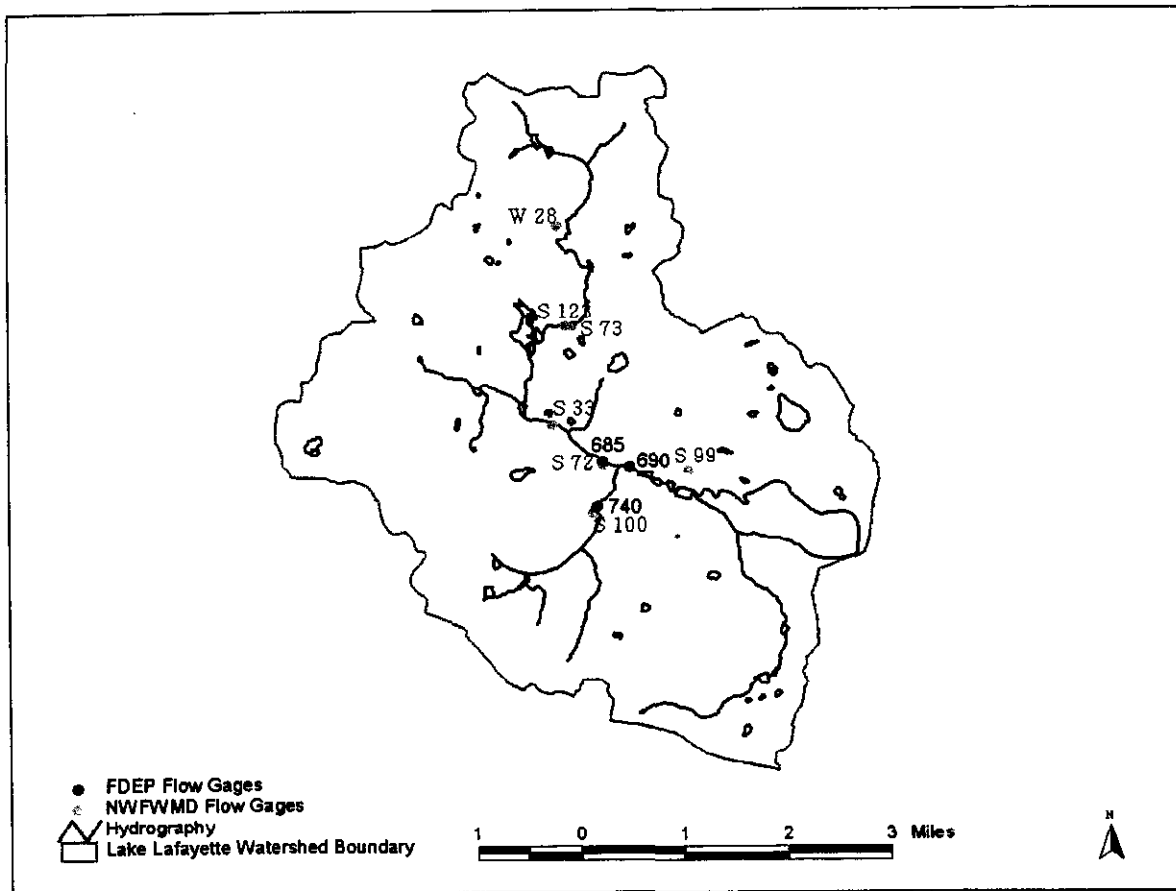 W 28
S 123
S 73
S 33
685
S 72
690
S 99
740
S 100
FDEP Flow Gages
NWFWMD Flow Gages
Hydrography
Lake Lafayette Watershed Boundary
1 0 1 2 3 Miles
N